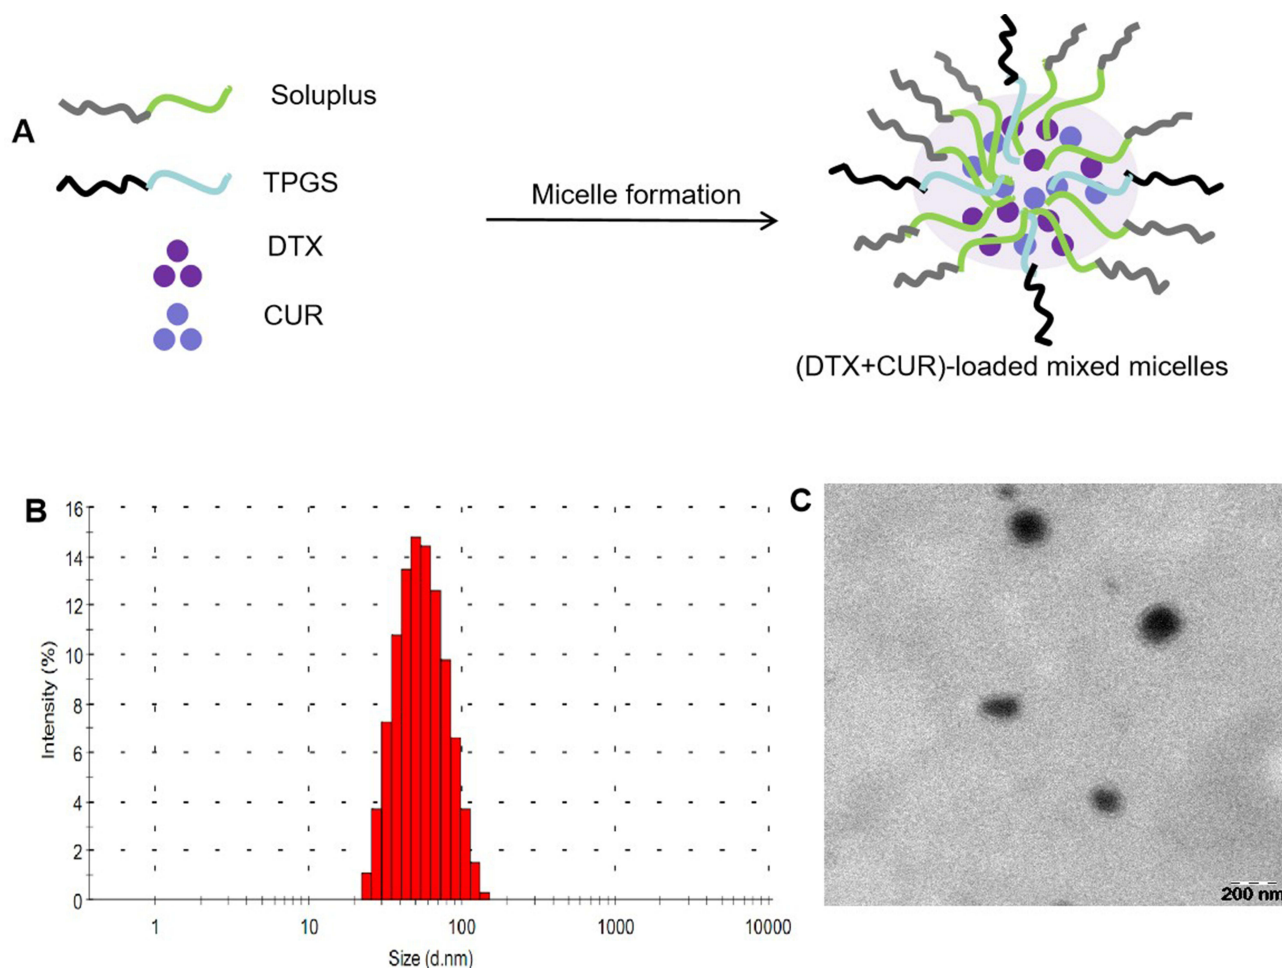 A
Soluplus
TPGS
DTX
CUR
Micelle formation
(DTX+CUR)-loaded mixed micelles
B
16
14
12
10
8
6
4
2
0
Intensity (%)
1 10 100 1000 10000
Size (d.nm)
C
200 nm